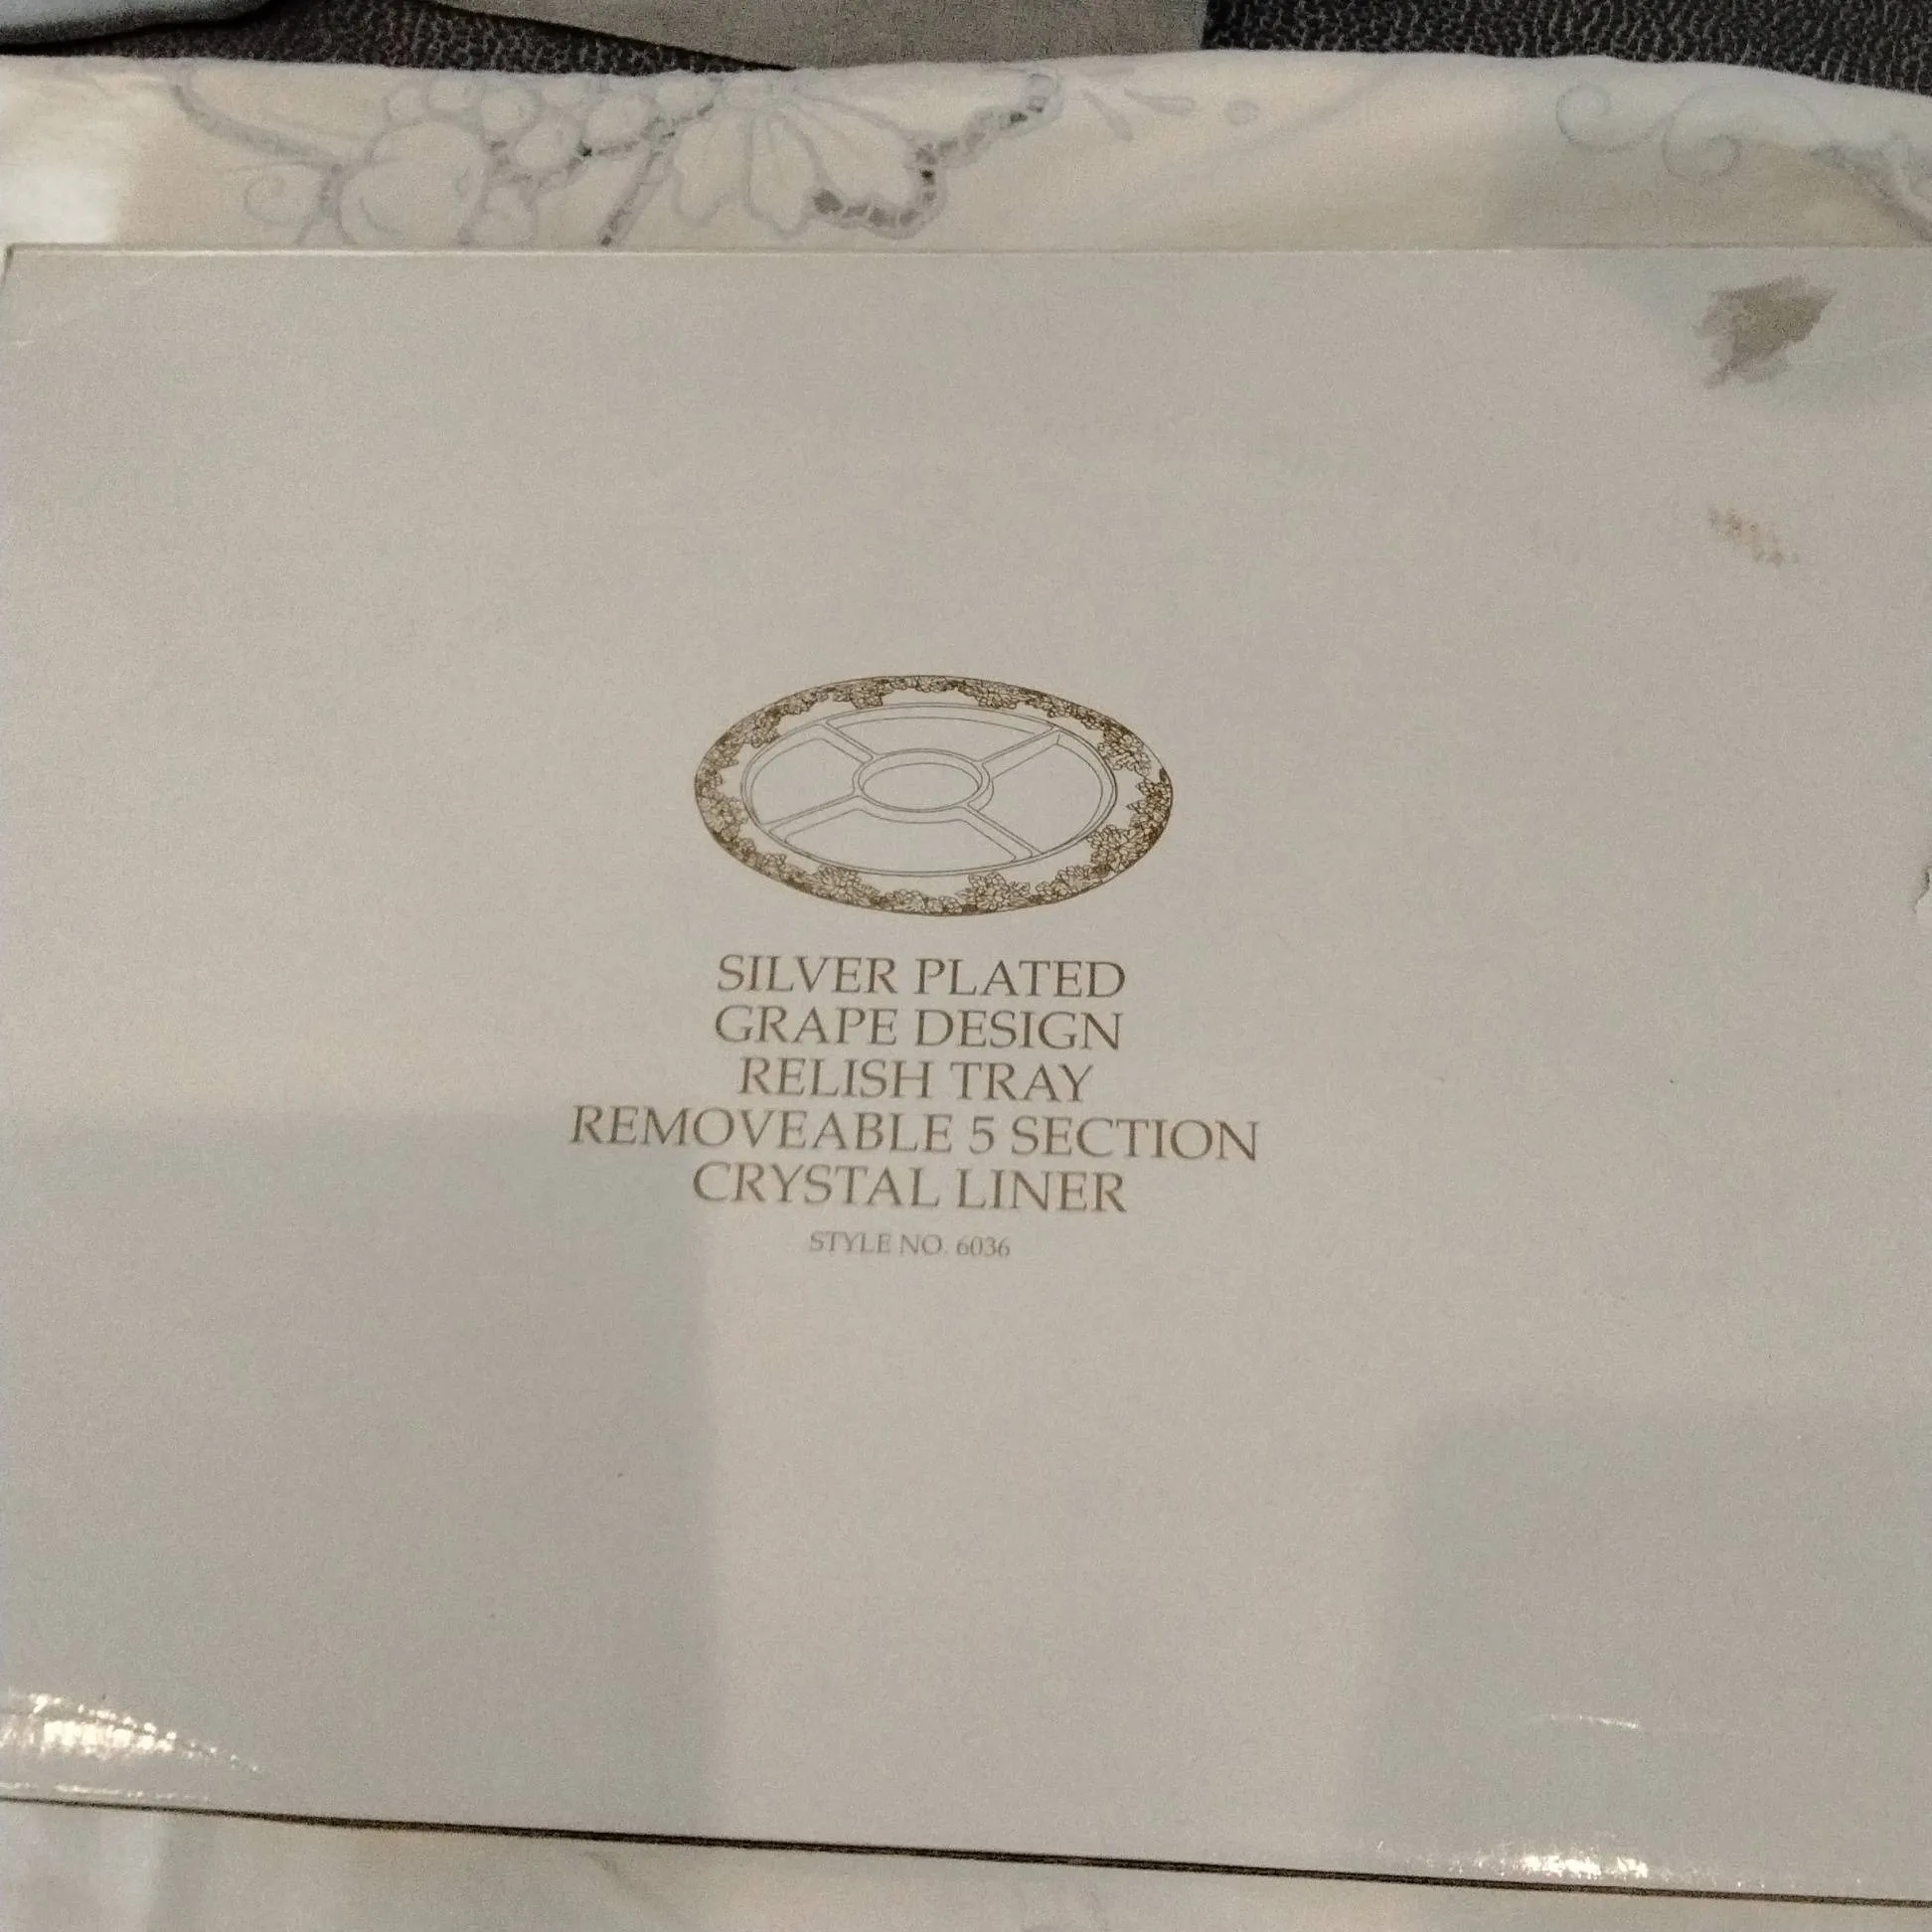 SILVER PLATED
GRAPE DESIGN
RELISH TRAY
REMOVEABLE 5 SECTION
CRYSTAL LINER
STYLE NO. 6036